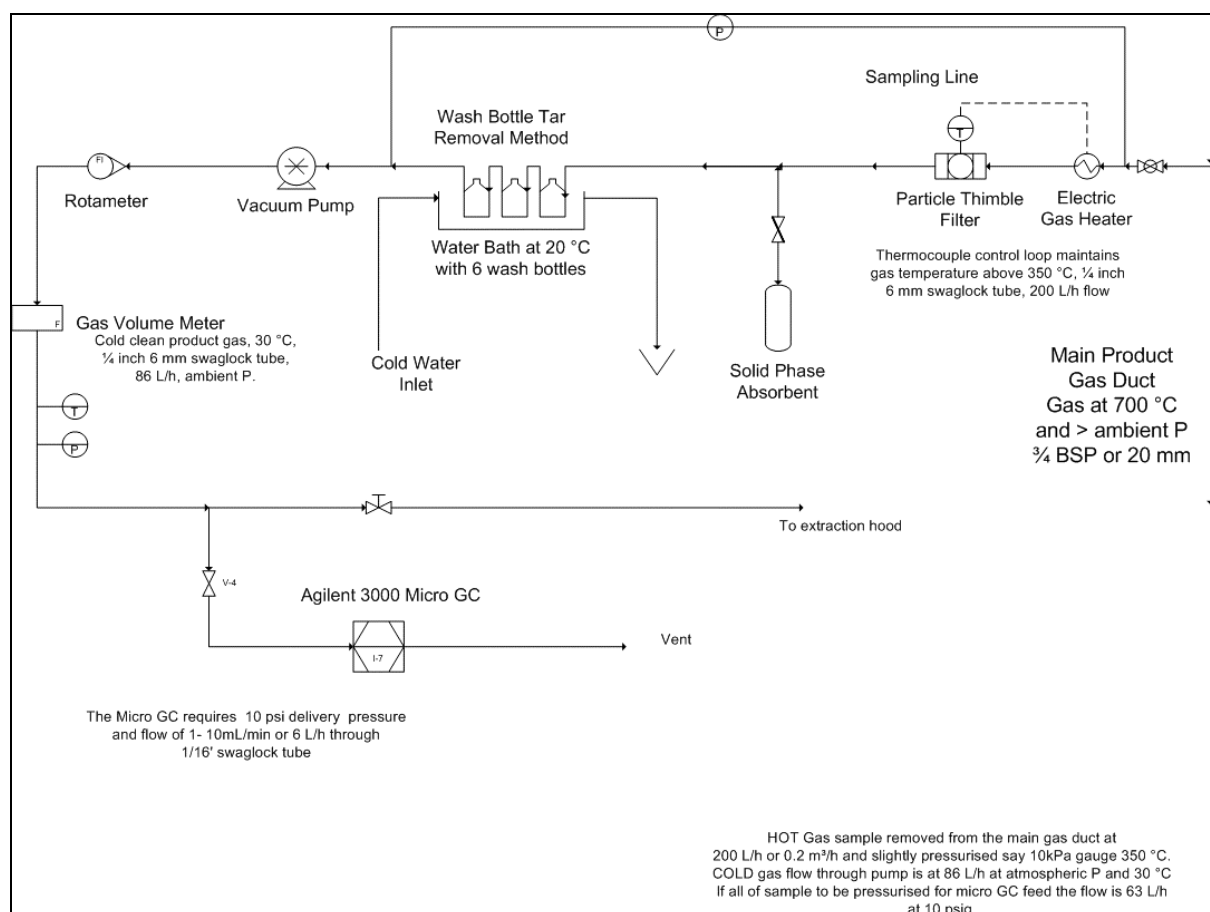 P
Sampling Line
Wash Bottle Tar
Removal Method
T
FI
Rotameter
Vacuum Pump
Particle Thimble
Filter
Electric
Gas Heater
Water Bath at 20 °C
with 6 wash bottles
Thermocouple control loop maintains
gas temperature above 350 °C, ¼ inch
6 mm swaglock tube, 200 L/h flow
F
Gas Volume Meter
Cold clean product gas, 30 °C,
¼ inch 6 mm swaglock tube,
86 L/h, ambient P.
Cold Water
Inlet
Solid Phase
Absorbent
Main Product
Gas Duct
Gas at 700 °C
and > ambient P
¾ BSP or 20 mm
T
P
To extraction hood
V-4
Agilent 3000 Micro GC
I-7
Vent
The Micro GC requires 10 psi delivery pressure
and flow of 1- 10mL/min or 6 L/h through
1/16' swaglock tube
HOT Gas sample removed from the main gas duct at
200 L/h or 0.2 m³/h and slightly pressurised say 10kPa gauge 350 °C.
COLD gas flow through pump is at 86 L/h at atmospheric P and 30 °C
If all of sample to be pressurised for micro GC feed the flow is 63 L/h
at 10 psig